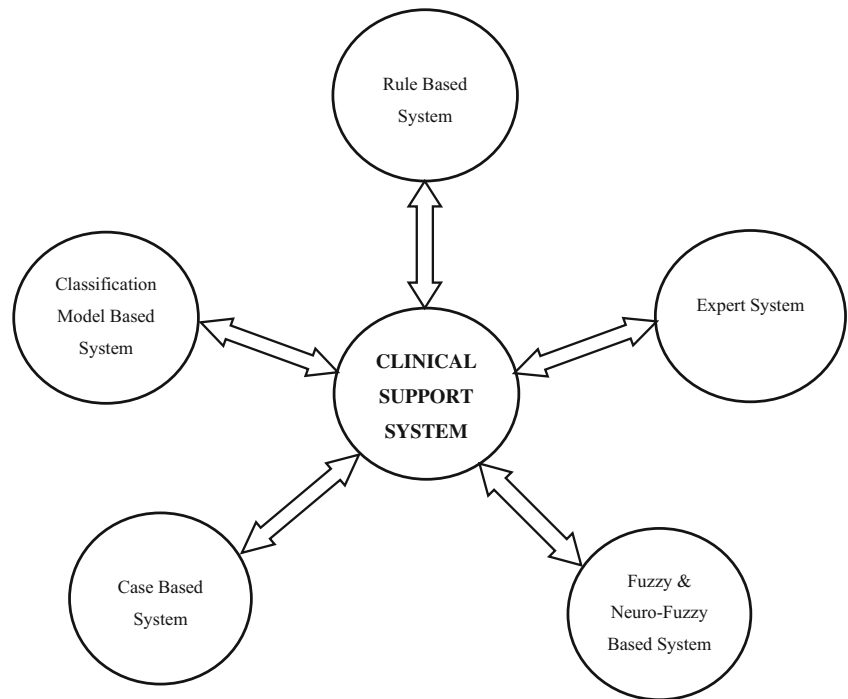 Rule Based
System
Classification
Model Based
System
Expert System
CLINICAL
SUPPORT
SYSTEM
Case Based
System
Fuzzy &
Neuro-Fuzzy
Based System